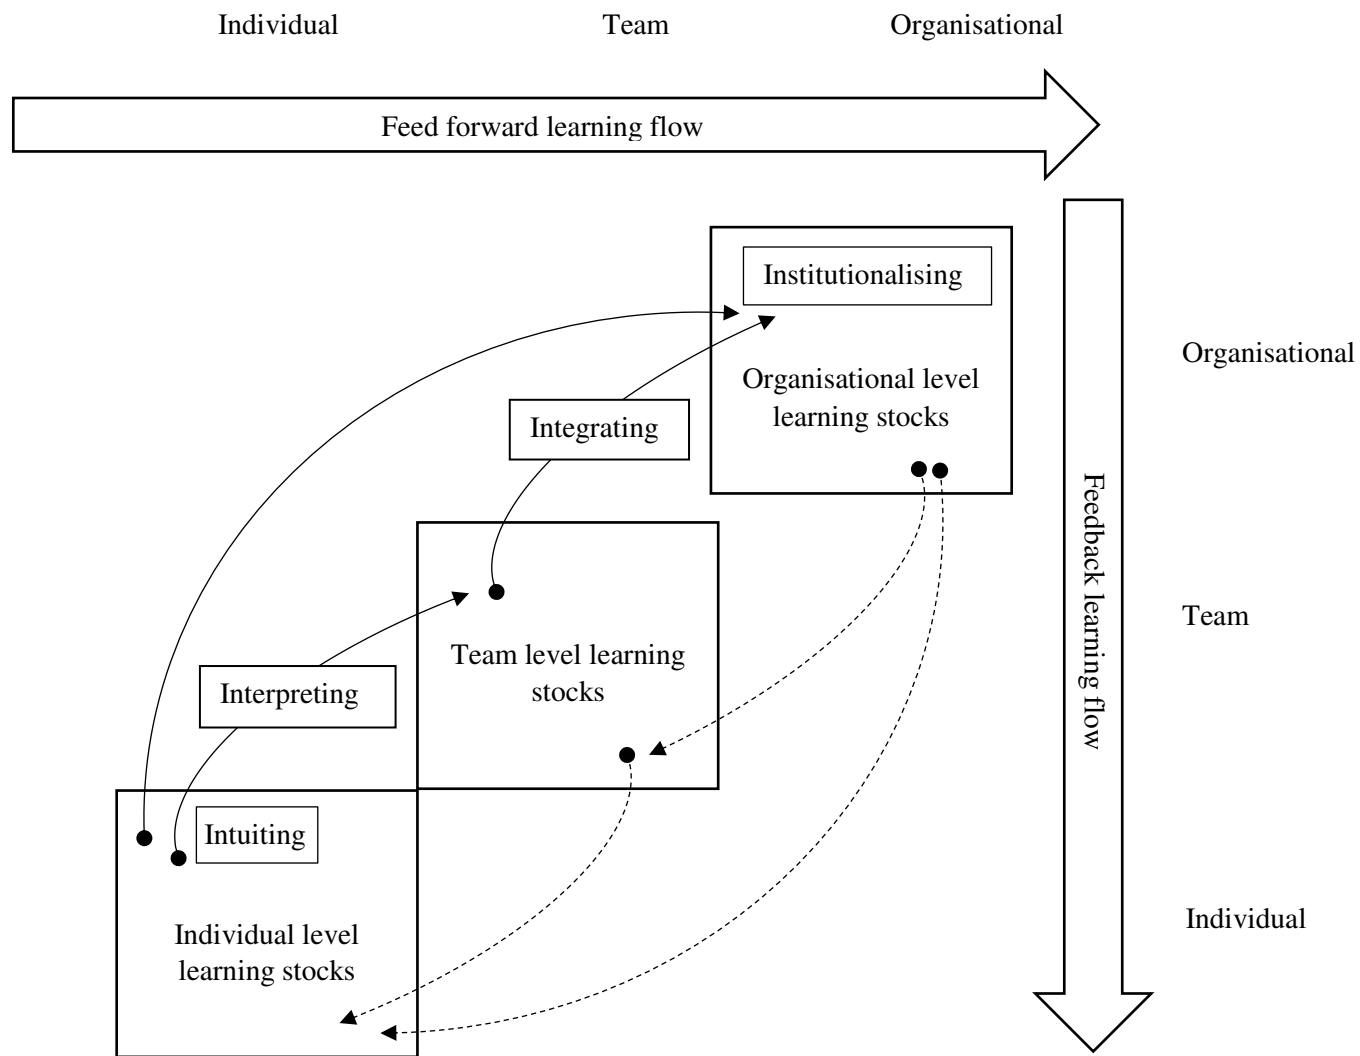 Individual
Team
Organisational
Feed forward learning flow
Institutionalising
Organisational
Organisational level
learning stocks
Integrating
Feedback learning flow
Team
Team level learning
stocks
Interpreting
Intuiting
Individual
Individual level
learning stocks